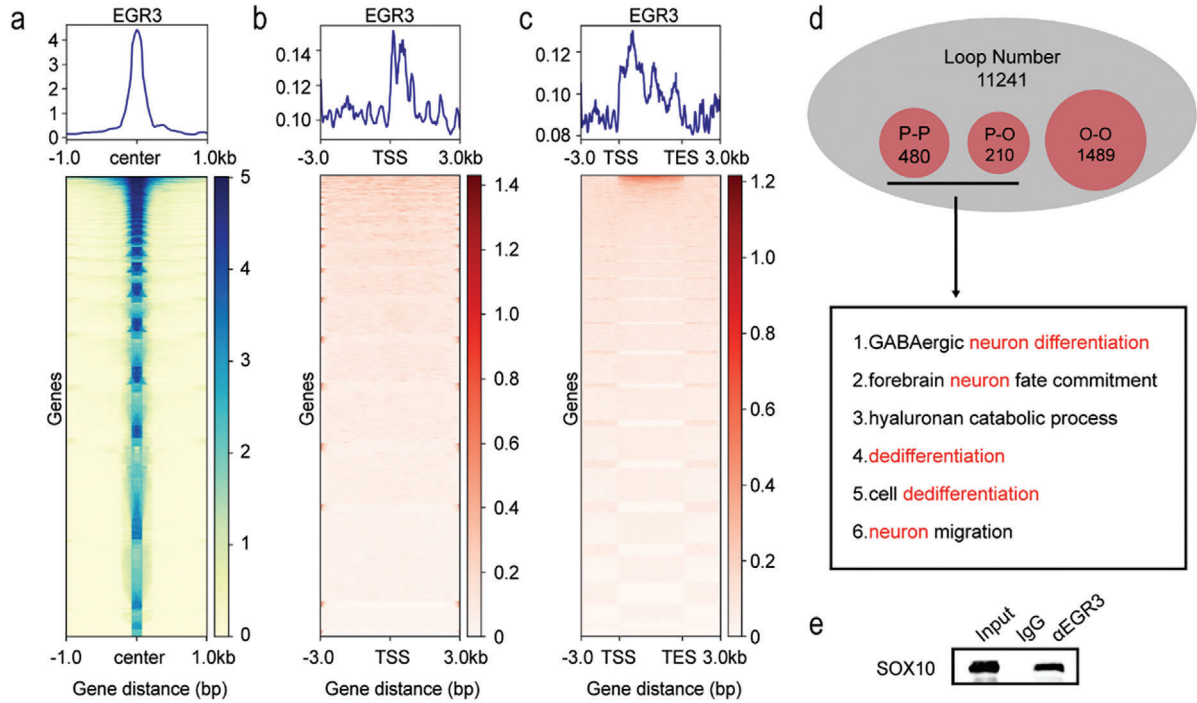 a
EGR3
4
3
2
1
0
-1.0 center 1.0kb
5
4
3
2
1
0
Genes
-1.0 center 1.0kb
Gene distance (bp)
b
EGR3
0.14
0.12
0.10
-3.0 TSS 3.0kb
1.4
1.2
1.0
0.8
0.6
0.4
0.2
0
Genes
-3.0 TSS 3.0kb
Gene distance (bp)
c
EGR3
0.12
0.10
0.08
-3.0 TSS TES 3.0kb
1.2
1.0
0.8
0.6
0.4
0.2
0
Genes
-3.0 TSS TES 3.0kb
Gene distance (bp)
d
Loop Number
11241
P-P
480
P-O
210
O-O
1489
1.GABAergic neuron differentiation
2.forebrain neuron fate commitment
3.hyaluronan catabolic process
4.dedifferentiation
5.cell dedifferentiation
6.neuron migration
e
Input IgG αEGR3
SOX10